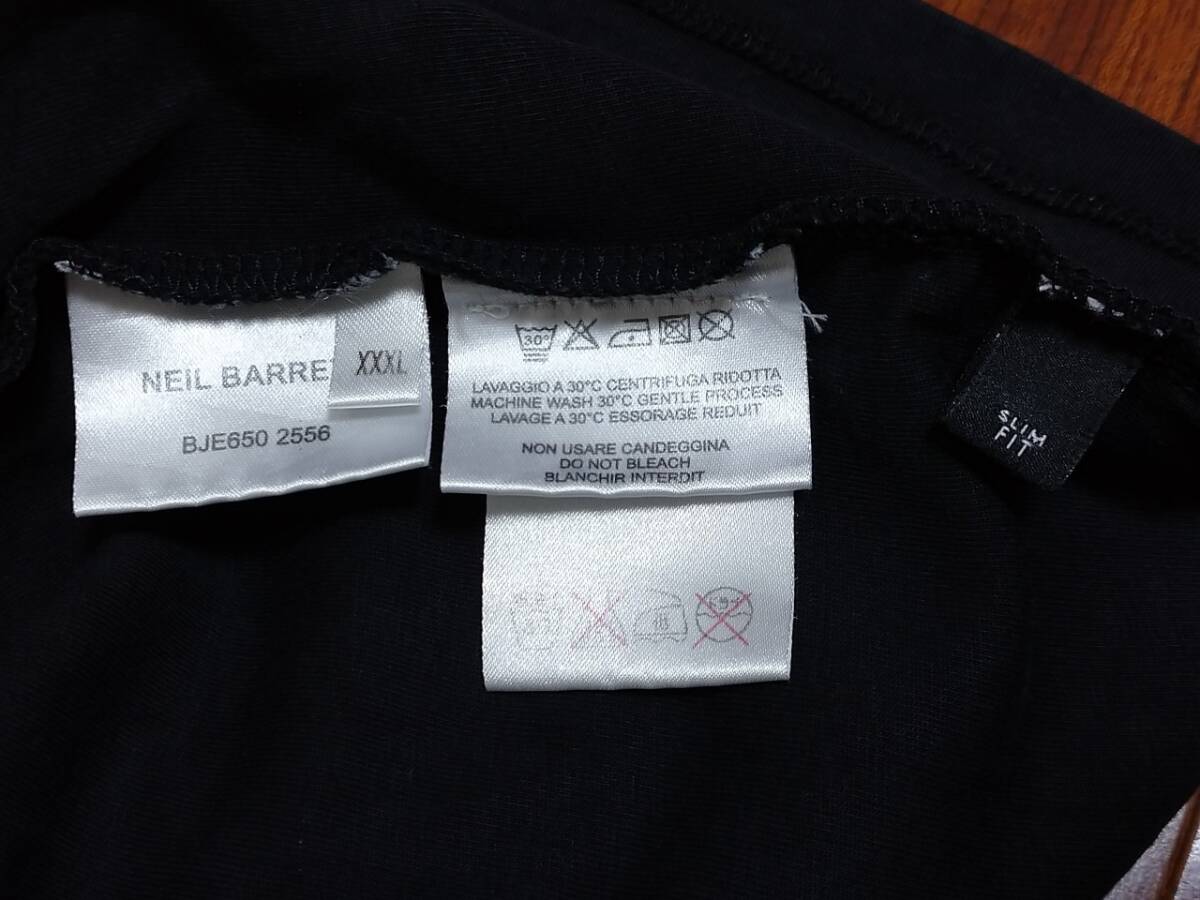 NEIL BARRE
XXXL
BJE650 2556
30°
LAVAGGIO A 30°C CENTRIFUGA RIDOTTA
MACHINE WASH 30°C GENTLE PROCESS
LAVAGE A 30°C ESSORAGE REDUIT
NON USARE CANDEGGINA
DO NOT BLEACH
BLANCHIR INTERDIT
SLIM
FIT